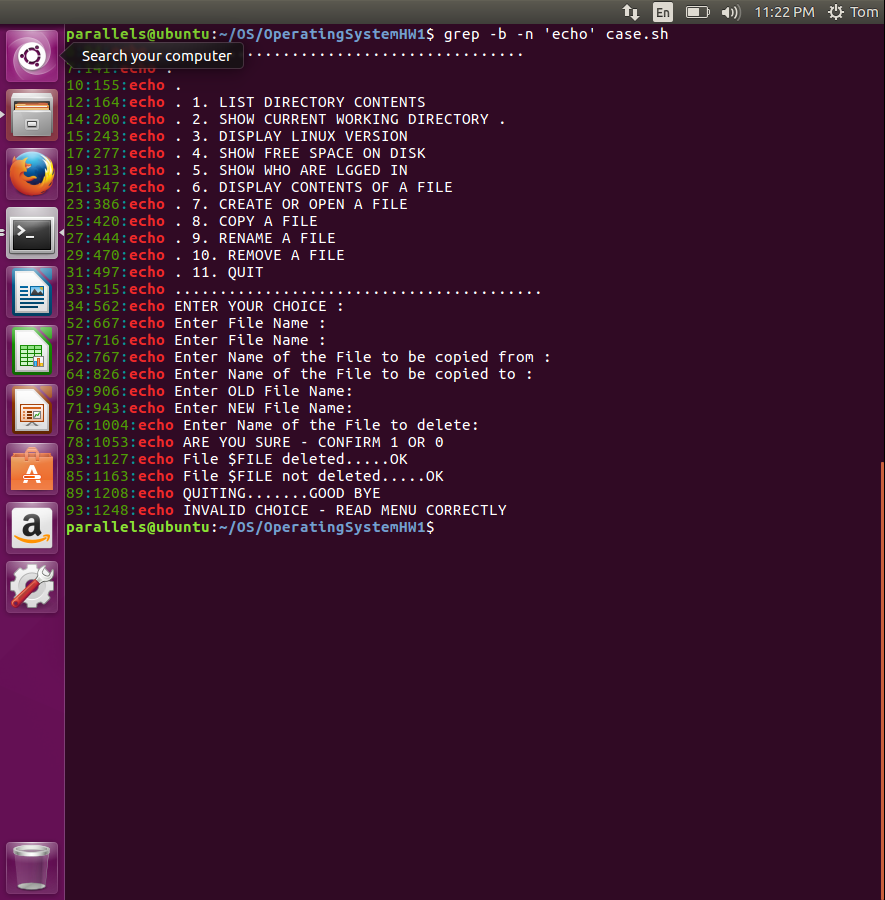 En 11:22 PM Tom
parallels@ubuntu:~/OS/OperatingSystemHW1$ grep -b -n 'echo' case.sh
Search your computer ...............................
7:141:echo .
10:155:echo .
12:164:echo . 1. LIST DIRECTORY CONTENTS
14:200:echo . 2. SHOW CURRENT WORKING DIRECTORY .
15:243:echo . 3. DISPLAY LINUX VERSION
17:277:echo . 4. SHOW FREE SPACE ON DISK
19:313:echo . 5. SHOW WHO ARE LGGED IN
21:347:echo . 6. DISPLAY CONTENTS OF A FILE
23:386:echo . 7. CREATE OR OPEN A FILE
25:420:echo . 8. COPY A FILE
27:444:echo . 9. RENAME A FILE
29:470:echo . 10. REMOVE A FILE
31:497:echo . 11. QUIT
33:515:echo .........................................
34:562:echo ENTER YOUR CHOICE :
52:667:echo Enter File Name :
57:716:echo Enter File Name :
62:767:echo Enter Name of the File to be copied from :
64:826:echo Enter Name of the File to be copied to :
69:906:echo Enter OLD File Name:
71:943:echo Enter NEW File Name:
76:1004:echo Enter Name of the File to delete:
78:1053:echo ARE YOU SURE - CONFIRM 1 OR 0
83:1127:echo File $FILE deleted.....OK
85:1163:echo File $FILE not deleted.....OK
89:1208:echo QUITING.......GOOD BYE
93:1248:echo INVALID CHOICE - READ MENU CORRECTLY
parallels@ubuntu:~/OS/OperatingSystemHW1$